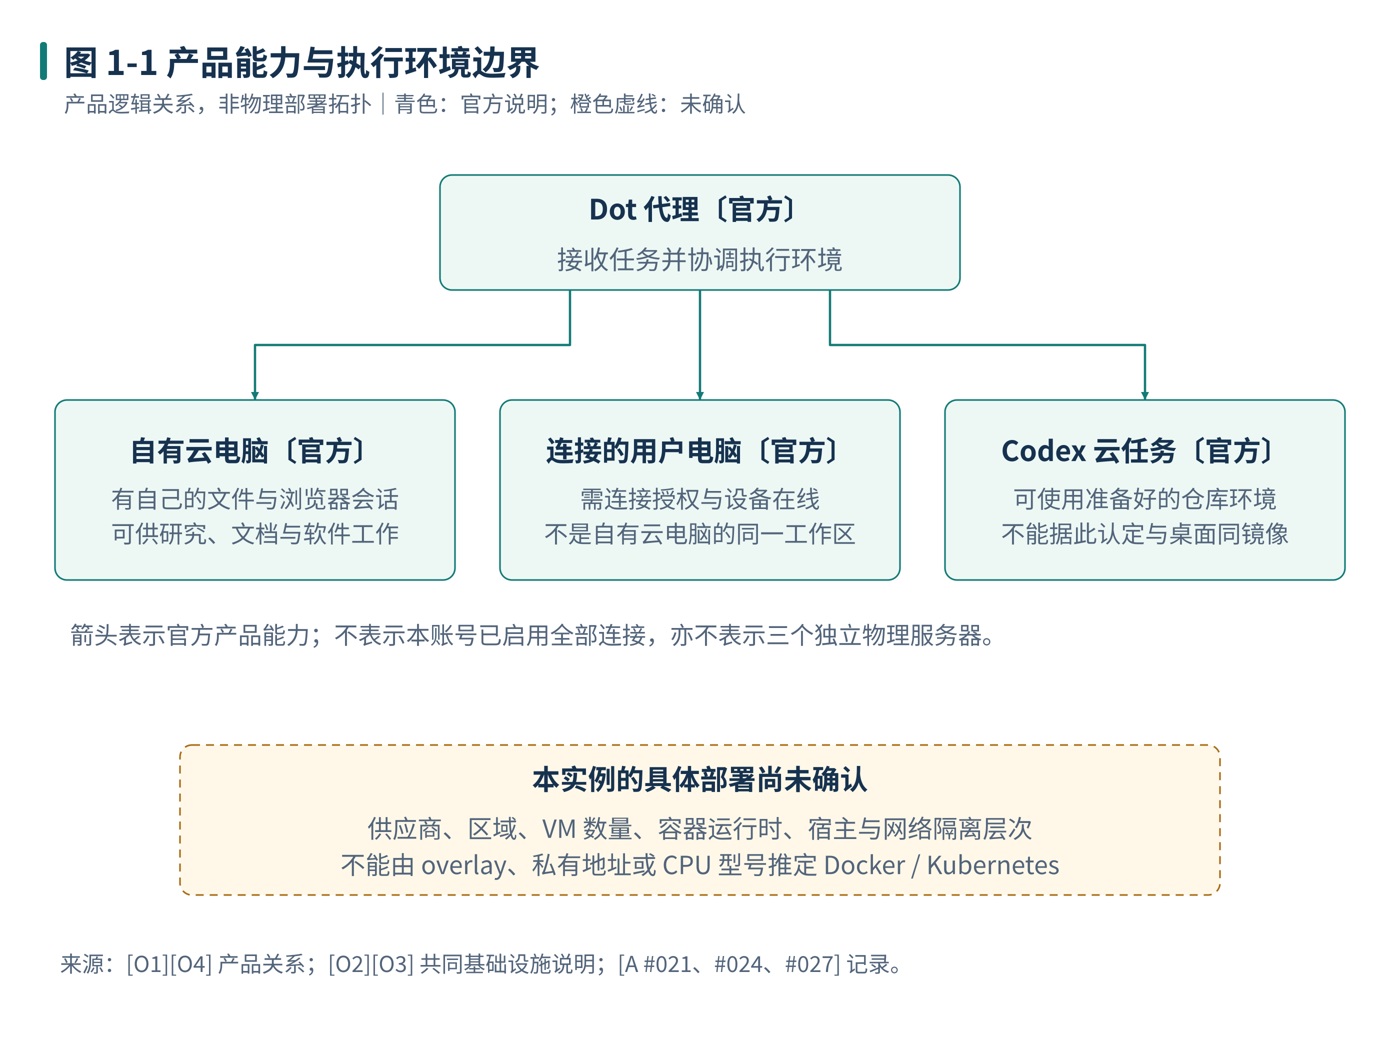 图 1-1 产品能力与执行环境边界
产品逻辑关系，非物理部署拓扑｜青色：官方说明；橙色虚线：未确认
Dot 代理〔官方〕
接收任务并协调执行环境
自有云电脑〔官方〕
有自己的文件与浏览器会话
可供研究、文档与软件工作
连接的用户电脑〔官方〕
需连接授权与设备在线
不是自有云电脑的同一工作区
Codex 云任务〔官方〕
可使用准备好的仓库环境
不能据此认定与桌面同镜像
箭头表示官方产品能力；不表示本账号已启用全部连接，亦不表示三个独立物理服务器。
本实例的具体部署尚未确认
供应商、区域、VM 数量、容器运行时、宿主与网络隔离层次
不能由 overlay、私有地址或 CPU 型号推定 Docker / Kubernetes
来源：[O1][O4] 产品关系；[O2][O3] 共同基础设施说明；[A #021、#024、#027] 记录。